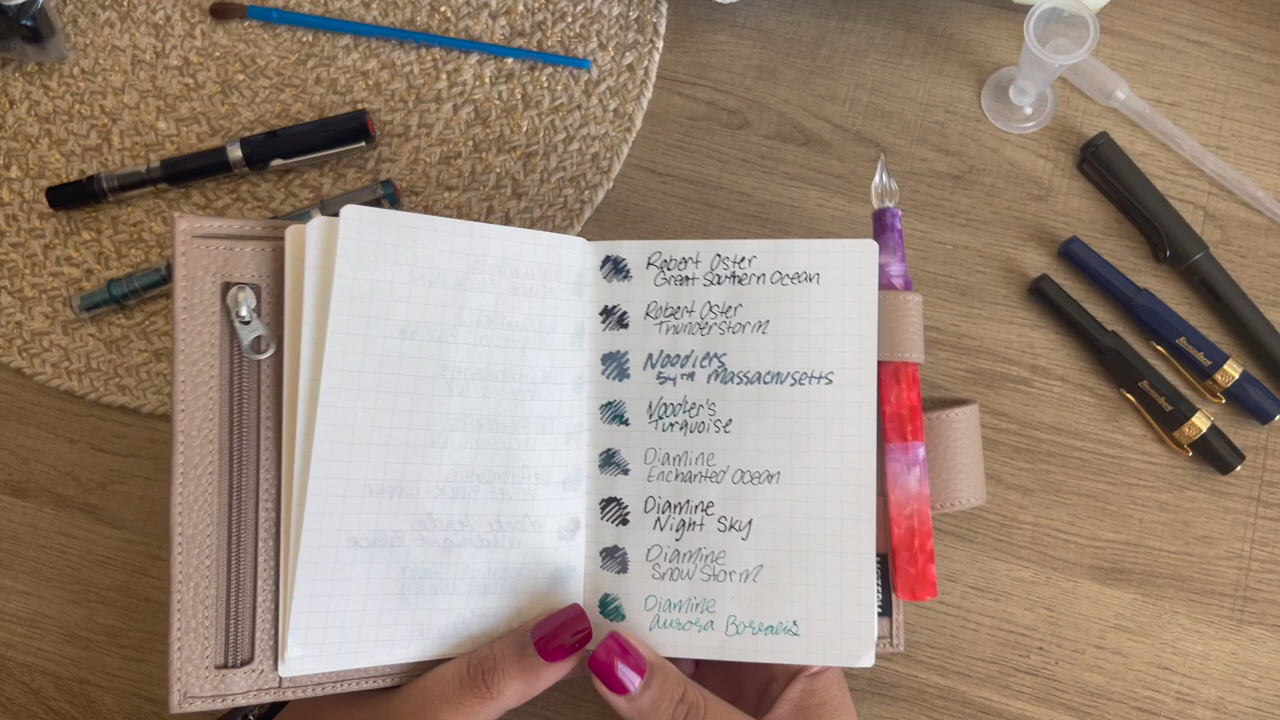 Robert Oster
Great Southern Ocean
Robert Oster
Thunderstorm
Noodlers
54th Massachusetts
Noodler's
Turquoise
Diamine
Enchanted Ocean
Diamine
Night Sky
Diamine
Snow Storm
Diamine
Aurora Borealis